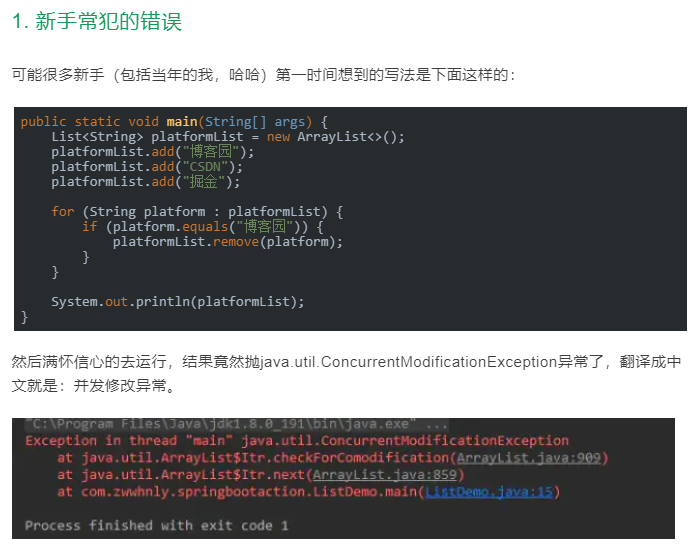 1. 新手常犯的错误
可能很多新手（包括当年的我，哈哈）第一时间想到的写法是下面这样的：
public static void main(String[] args) {
    List<String> platformList = new ArrayList<>();
    platformList.add("博客园");
    platformList.add("CSDN");
    platformList.add("掘金");
    for (String platform : platformList) {
        if (platform.equals("博客园")) {
            platformList.remove(platform);
        }
    }
    System.out.println(platformList);
}
然后满怀信心的去运行，结果竟然抛java.util.ConcurrentModificationException异常了，翻译成中
文就是：并发修改异常。
"C:\Program Files\Java\jdk1.8.0_191\bin\java.exe" ...
Exception in thread "main" java.util.ConcurrentModificationException
    at java.util.ArrayList$Itr.checkForComodification(ArrayList.java:909)
    at java.util.ArrayList$Itr.next(ArrayList.java:859)
    at com.zwwhnly.springbootaction.ListDemo.main(ListDemo.java:15)
Process finished with exit code 1